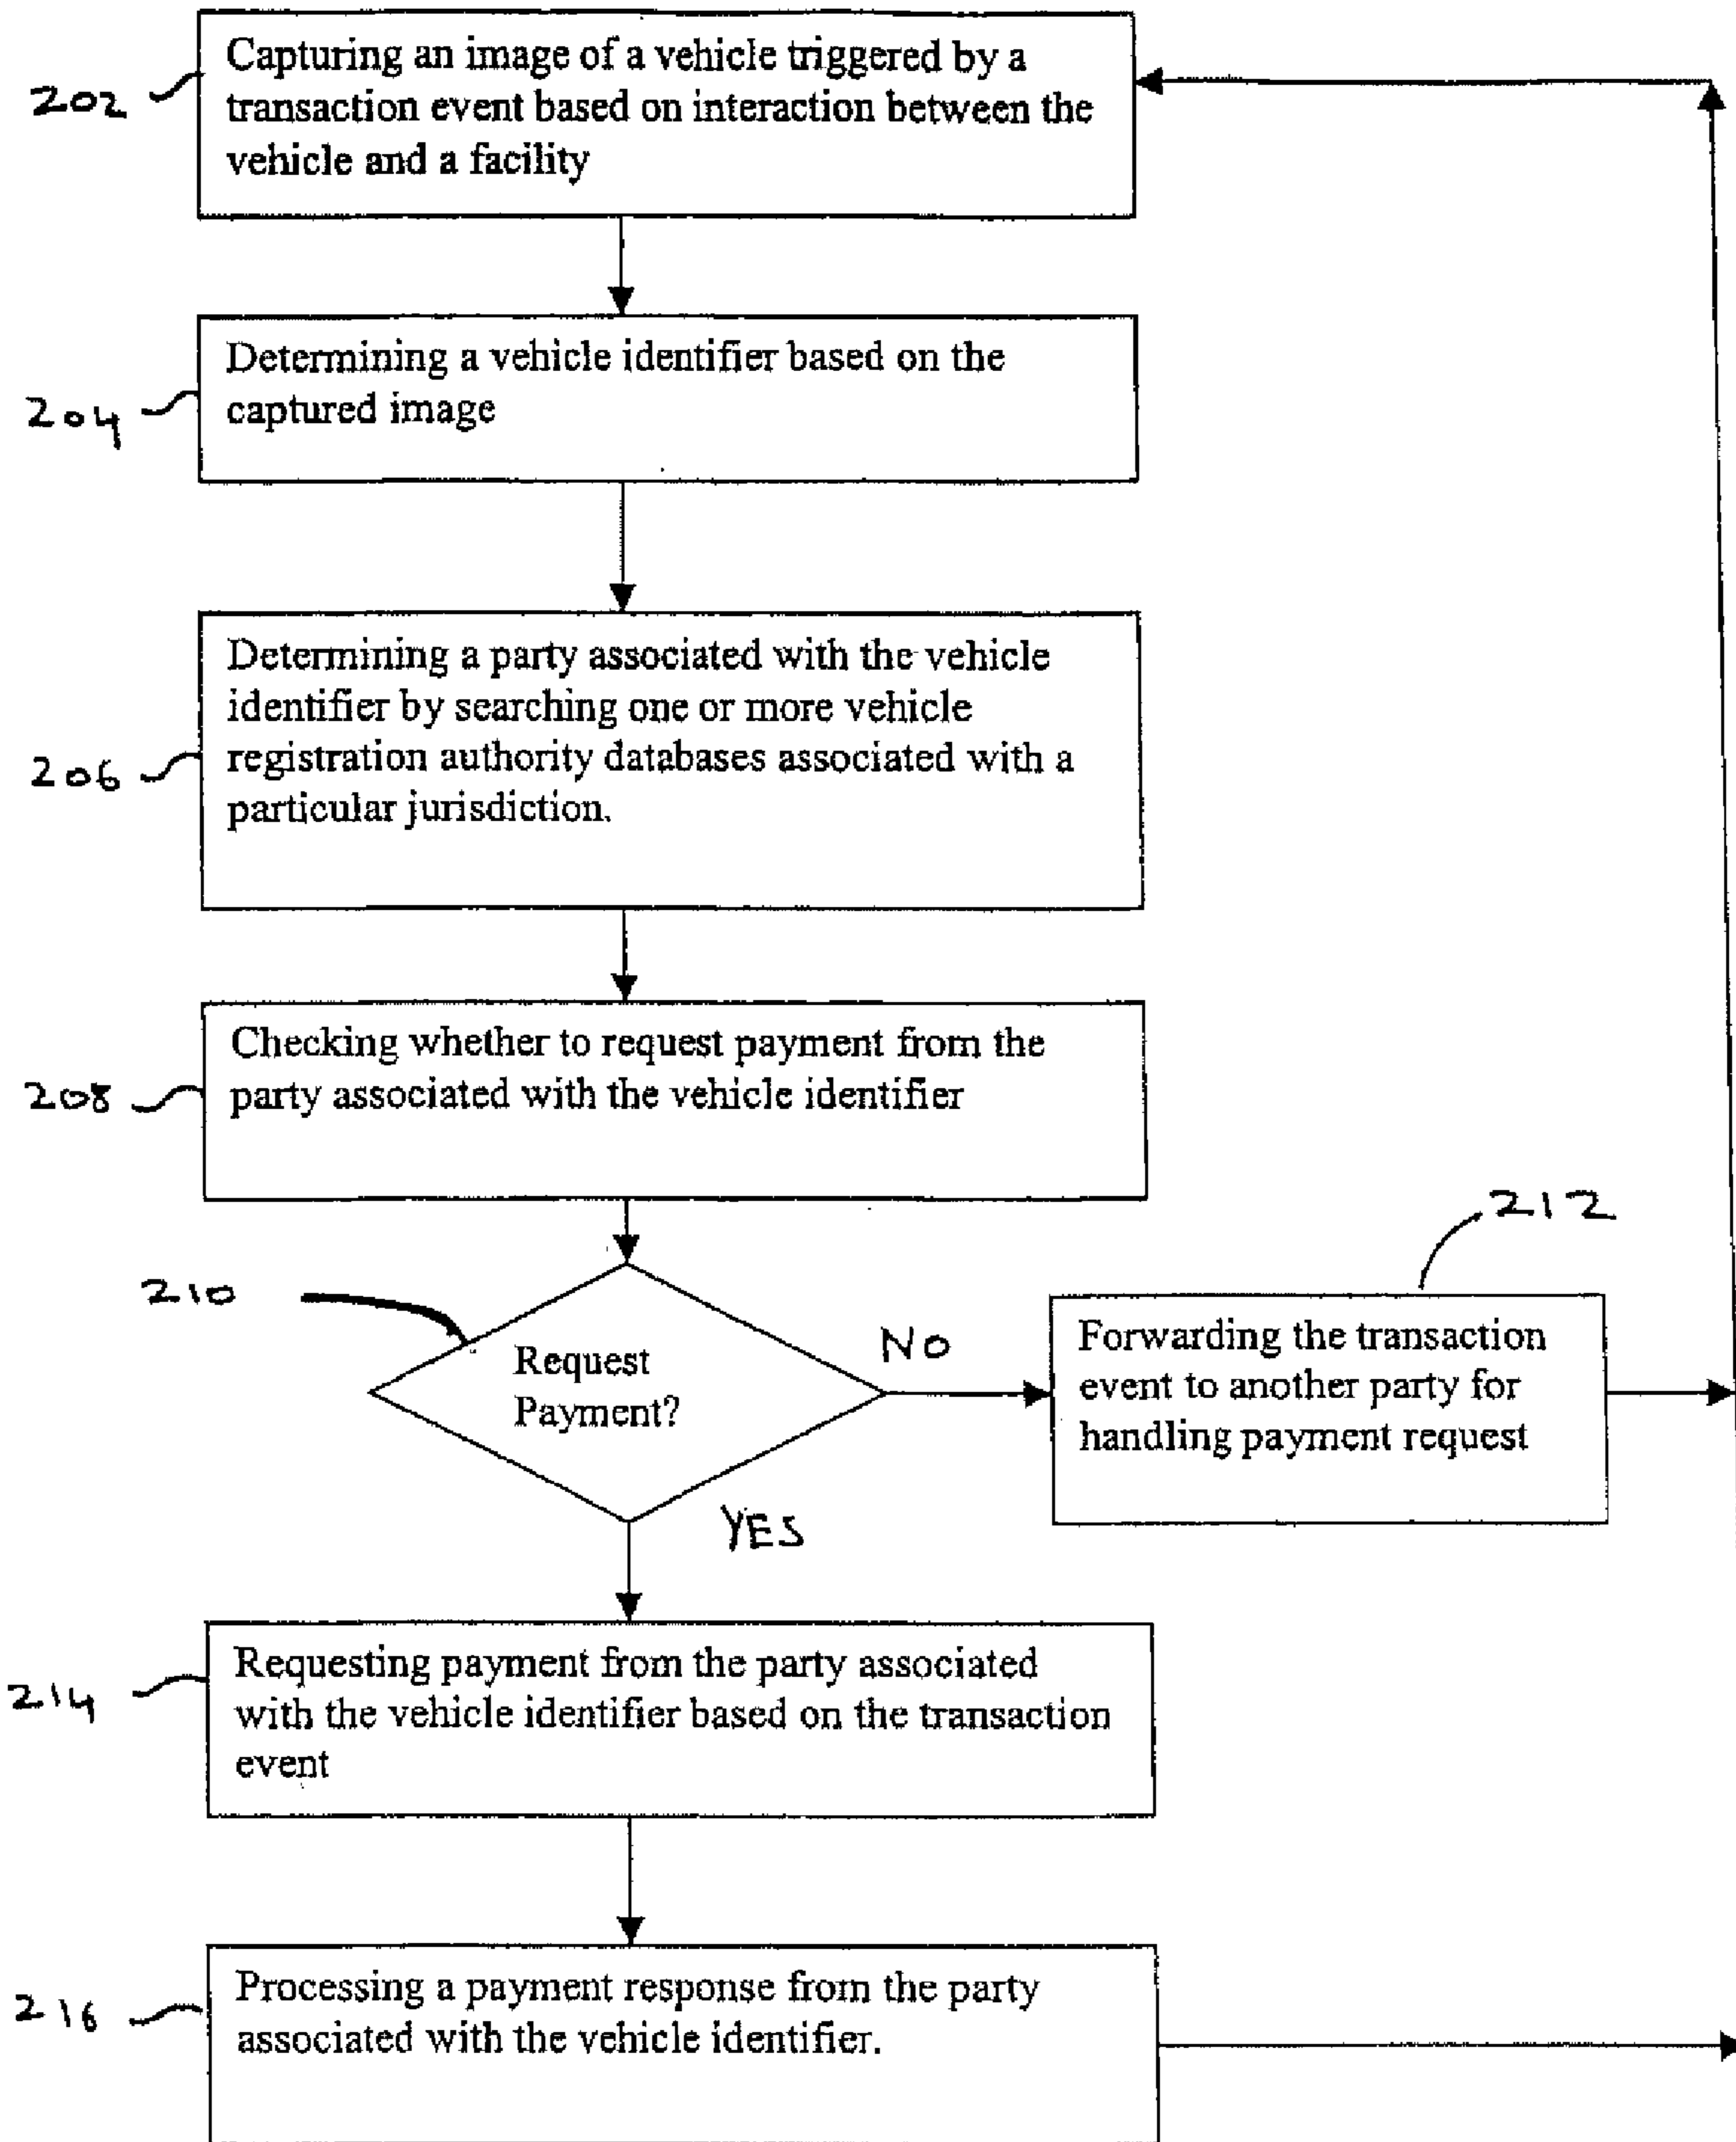 Capturing an image of a vehicle triggered by a
202
transaction event based on interaction between the
vehicle and a facility
Determining a vehicle identifier based on the
204
captured image
Determining a party associated with the vehicle
identifier by searching one or more vehicle
206
registration authority databases associated with a
particular jurisdiction.
Checking whether to request payment from the
208
party associated with the vehicle identifier
212
210
Request
Payment?
NO
YES
Forwarding the transaction
event to another party for
handling payment request
Requesting payment from the party associated
214
with the vehicle identifier based on the transaction
event
Processing a payment response from the party
216
associated with the vehicle identifier.